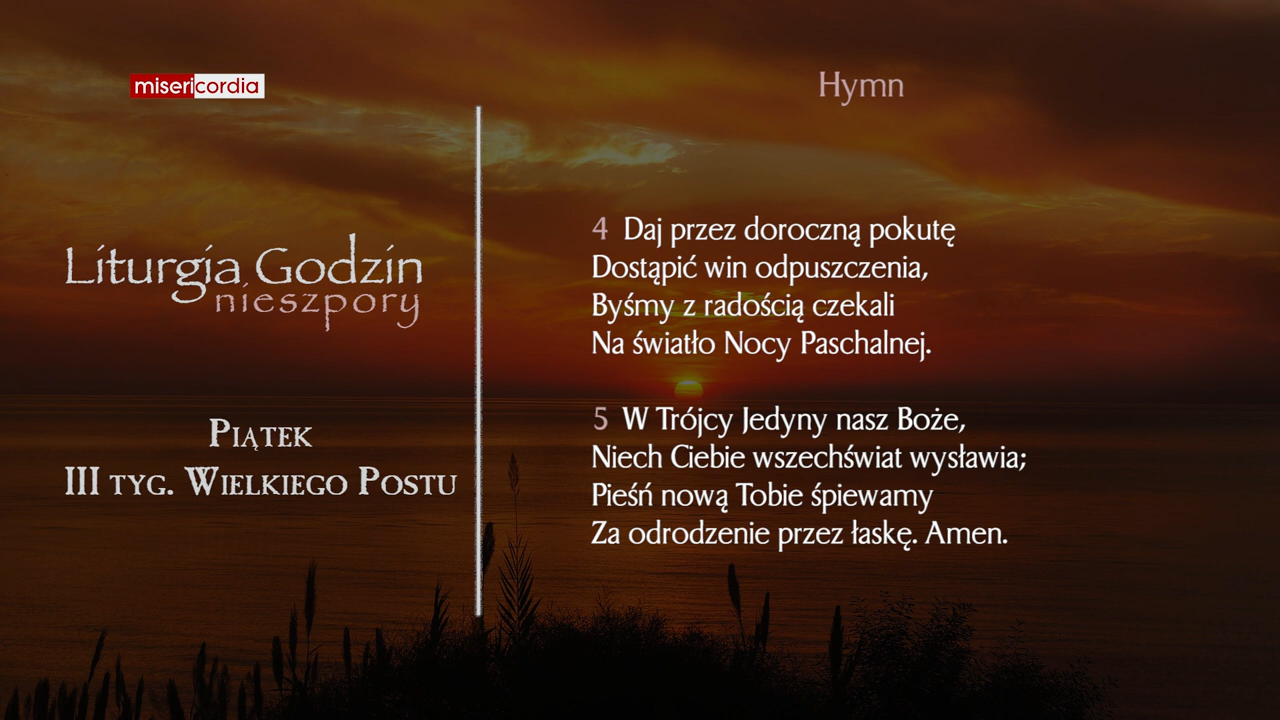 misericordia
Liturgia Godzin
nieszpory
Piątek
III tyg. Wielkiego Postu
Hymn
4 Daj przez doroczną pokutę
Dostąpić win odpuszczenia,
Byśmy z radością czekali
Na światło Nocy Paschalnej.
5 W Trójcy Jedyny nasz Boże,
Niech Ciebie wszechświat wysławia;
Pieśń nową Tobie śpiewamy
Za odrodzenie przez łaskę. Amen.